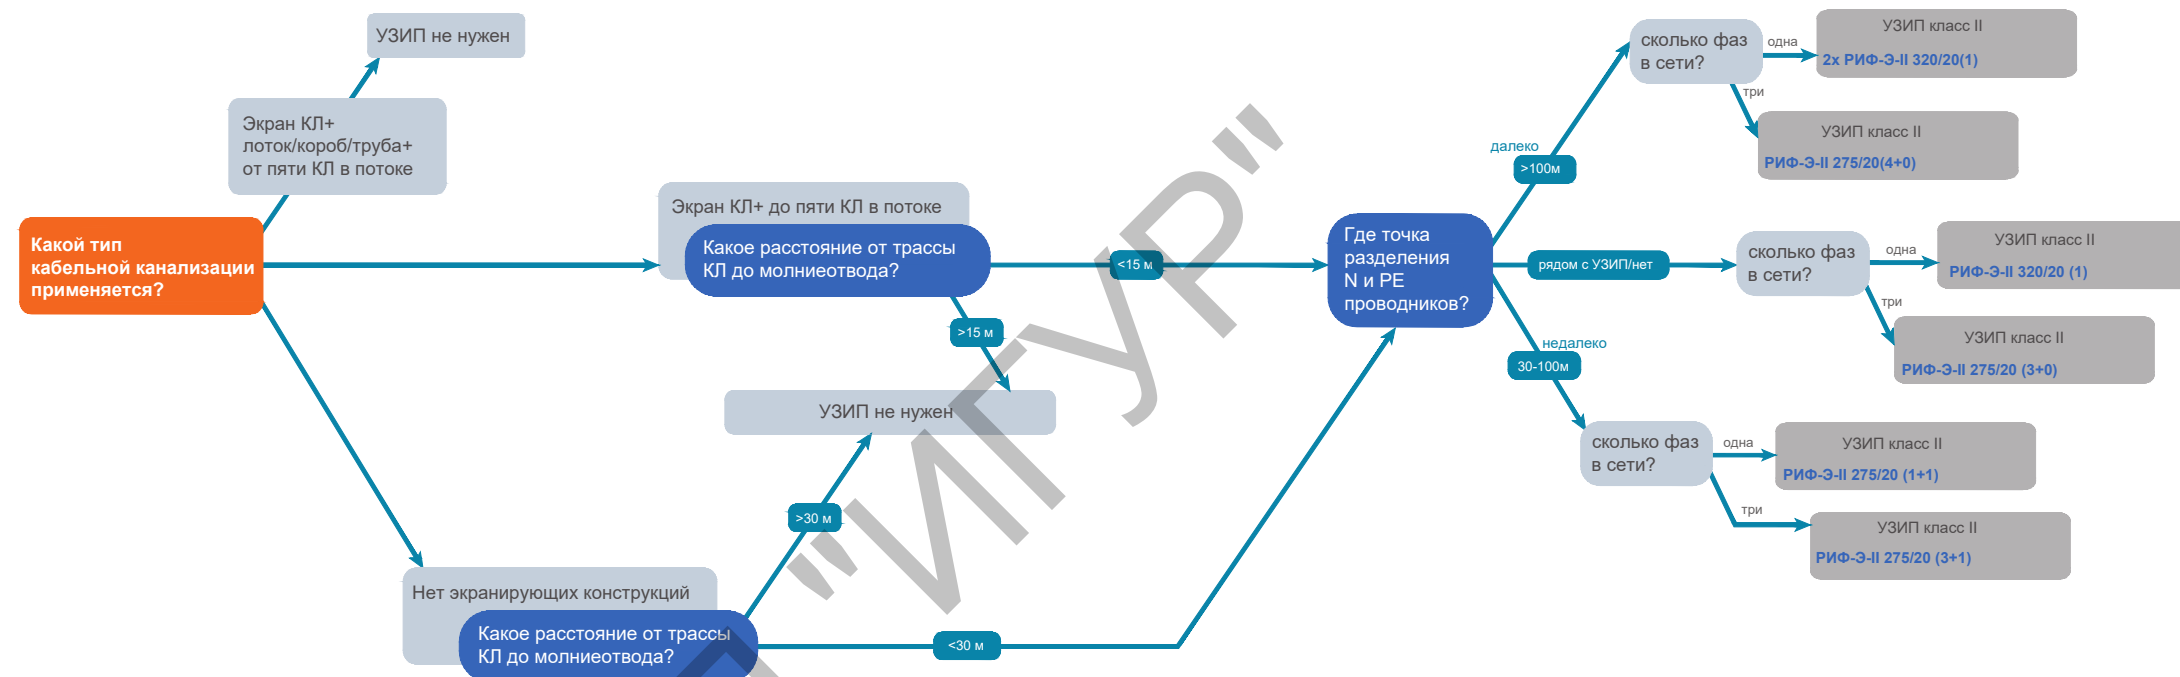 УЗИП не нужен
Экран КЛ+
лоток/короб/труба+
от пяти КЛ в потоке
Какой тип
кабельной канализации
применяется?
Экран КЛ+ до пяти КЛ в потоке
Какое расстояние от трассы
КЛ до молниеотвода?
<15 м
>15 м
УЗИП не нужен
>30 м
Нет экранирующих конструкций
Какое расстояние от трассы
КЛ до молниеотвода?
<30 м
Где точка
разделения
N и PE
проводников?
далеко
>100м
сколько фаз
в сети?
одна
УЗИП класс II
2х РИФ-Э-II 320/20(1)
три
УЗИП класс II
РИФ-Э-II 275/20(4+0)
рядом с УЗИП/нет
сколько фаз
в сети?
одна
УЗИП класс II
РИФ-Э-II 320/20 (1)
три
УЗИП класс II
РИФ-Э-II 275/20 (3+0)
недалеко
30-100м
сколько фаз
в сети?
одна
УЗИП класс II
РИФ-Э-II 275/20 (1+1)
три
УЗИП класс II
РИФ-Э-II 275/20 (3+1)
"ИГУР"